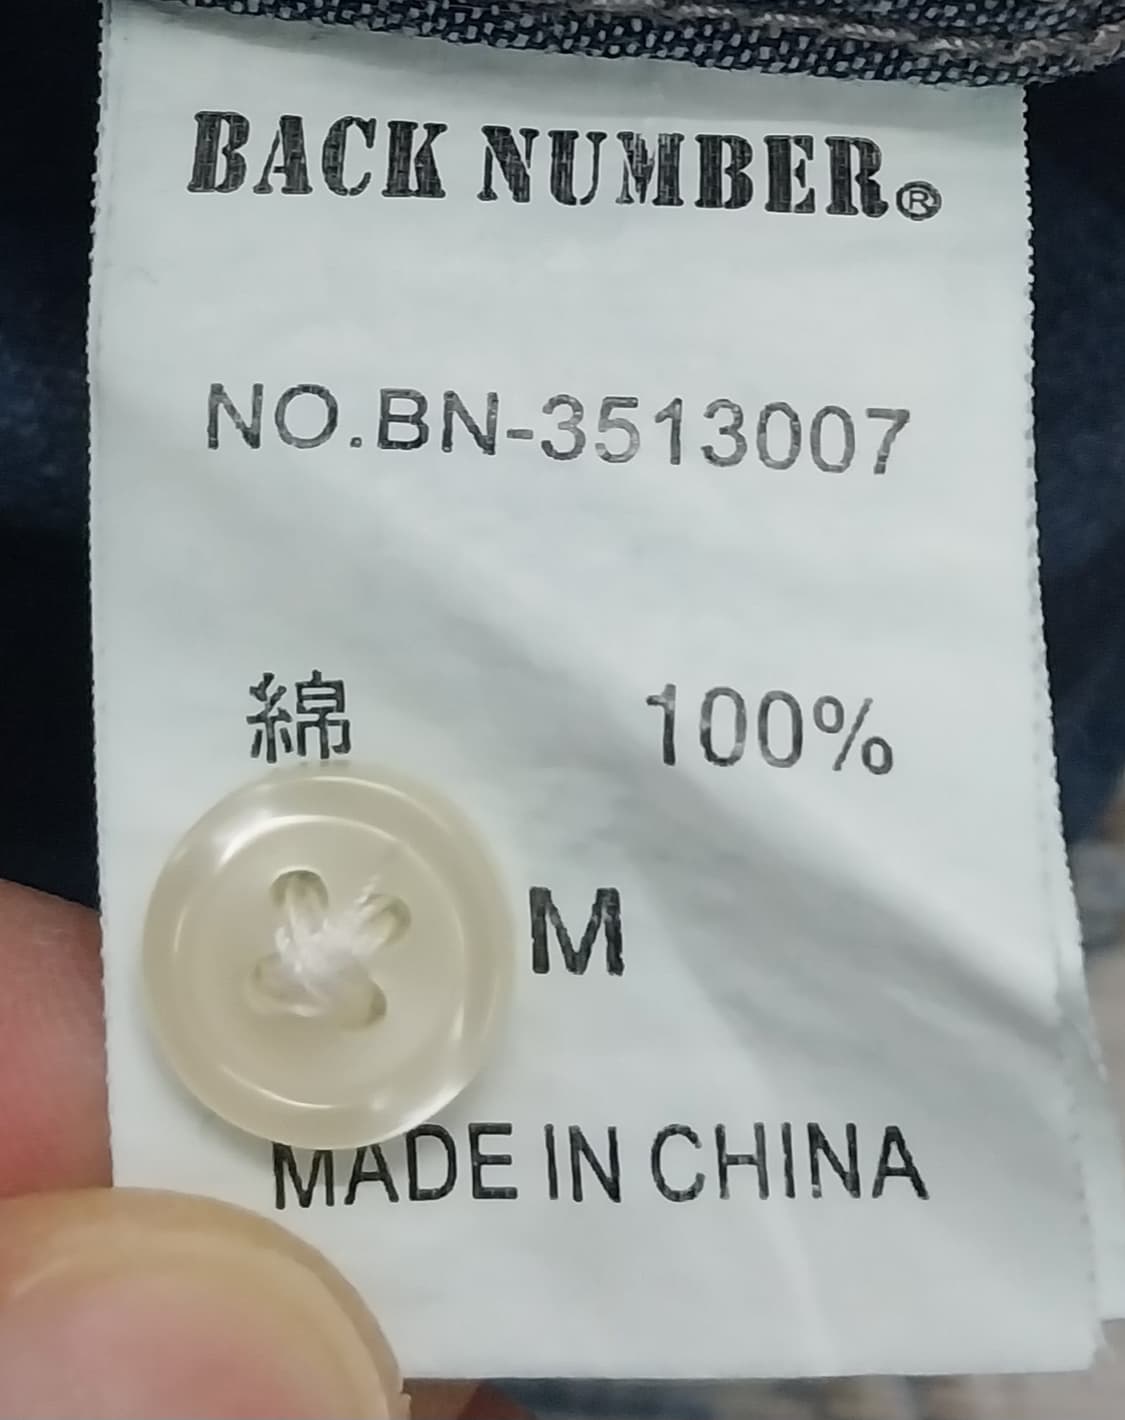 BACK NUMBER®
NO.BN-3513007
綿 100%
M
MADE IN CHINA